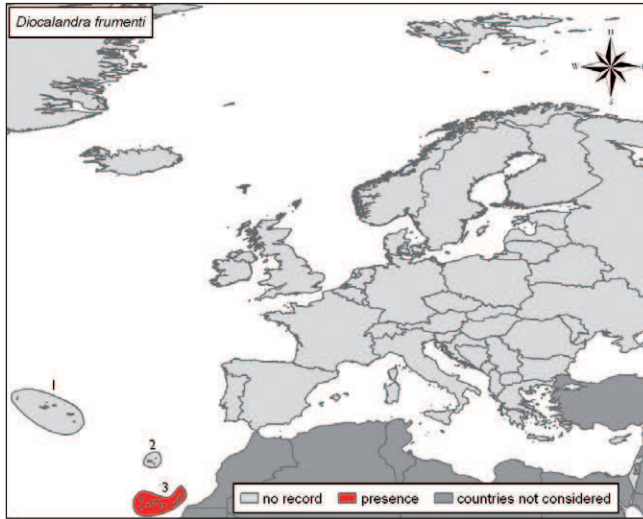 Diocalandra frumenti
N
W
S
1
2
3
no record presence countries not considered